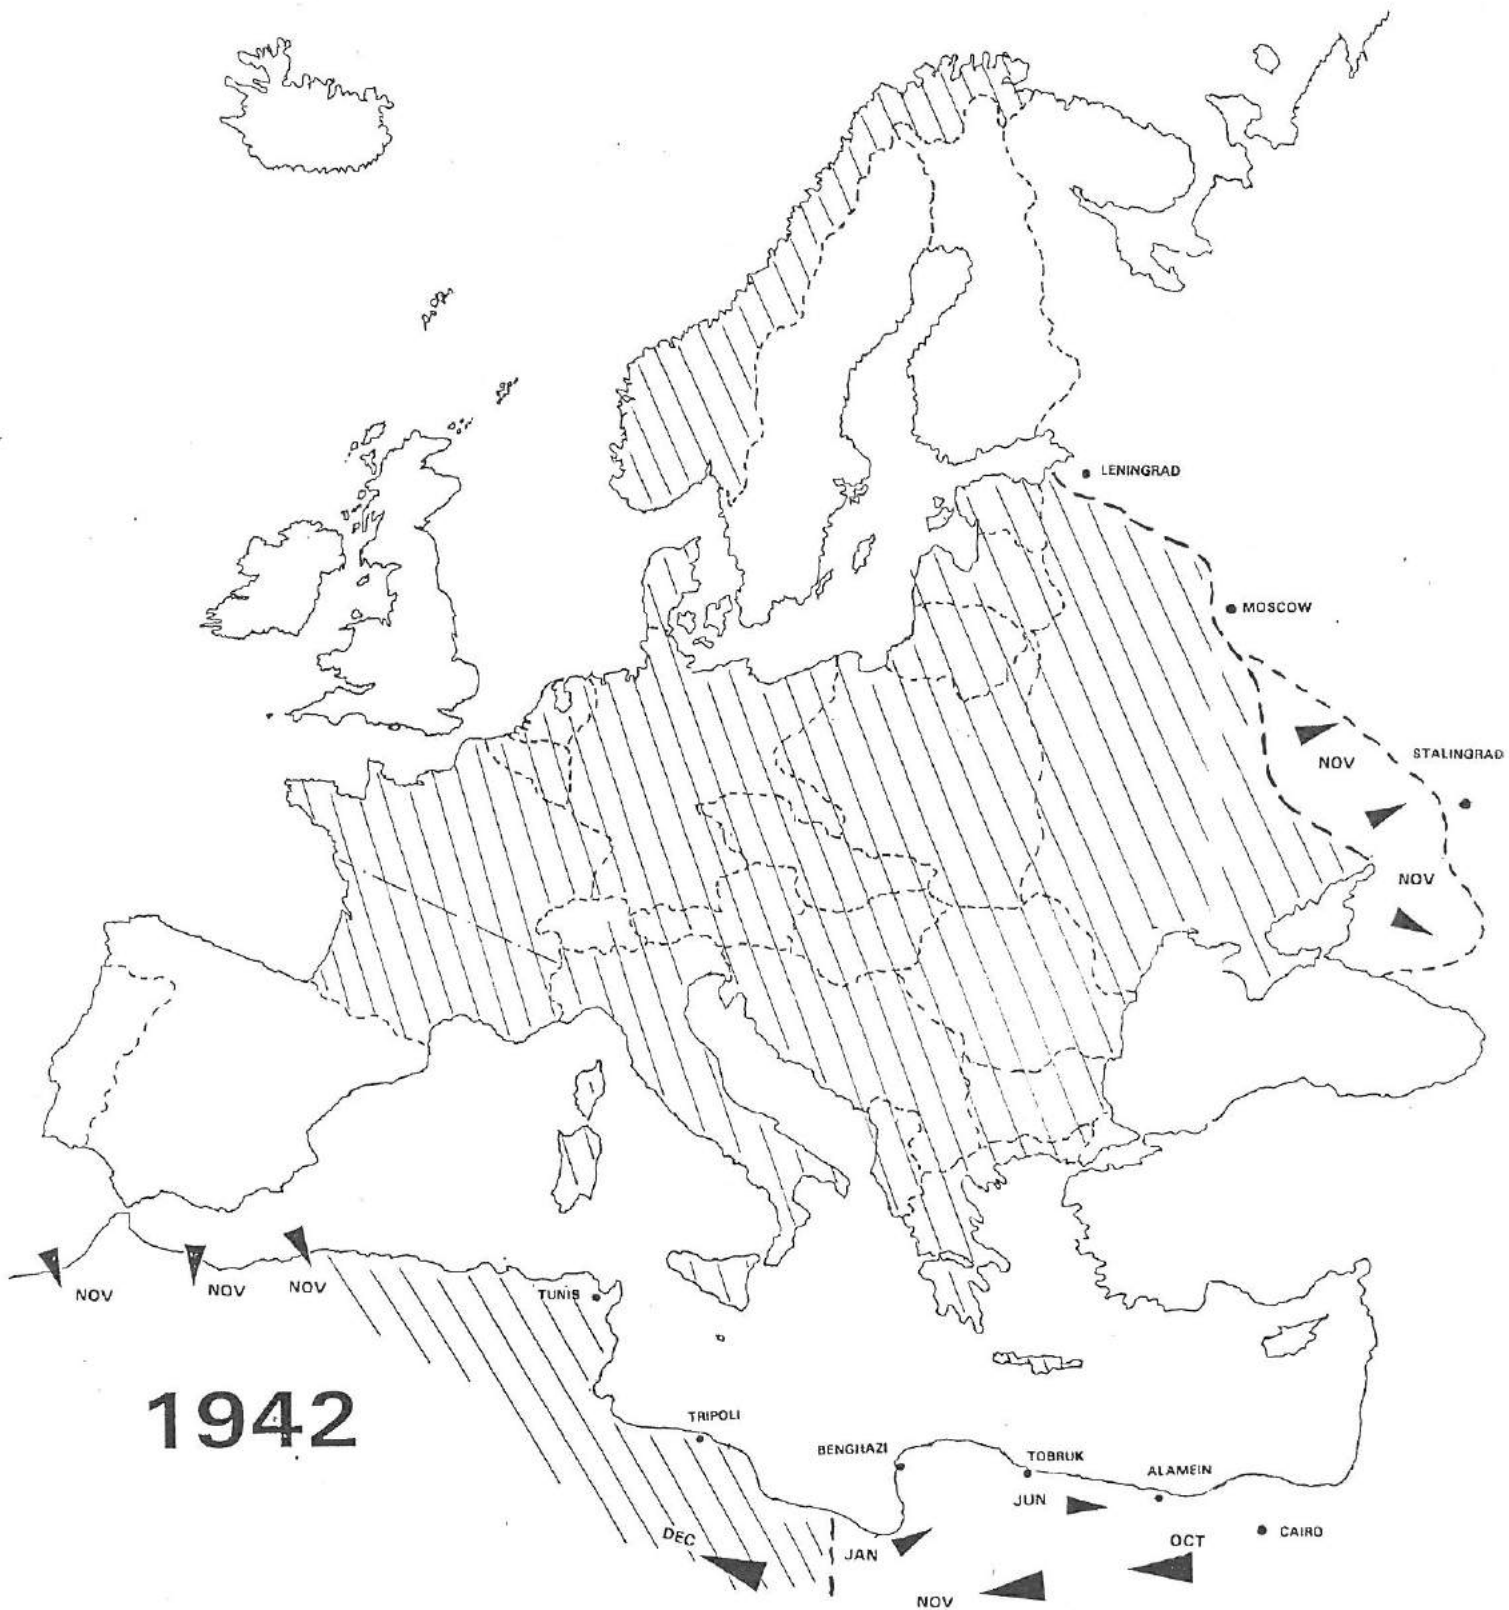 LENINGRAD
MOSCOW
STALINGRAD
NOV
NOV
NOV
NOV
NOV
TUNIS
1942
TRIPOLI
BENGHAZI
TOBRUK
ALAMEIN
JUN
DEC
JAN
OCT
CAIRO
NOV